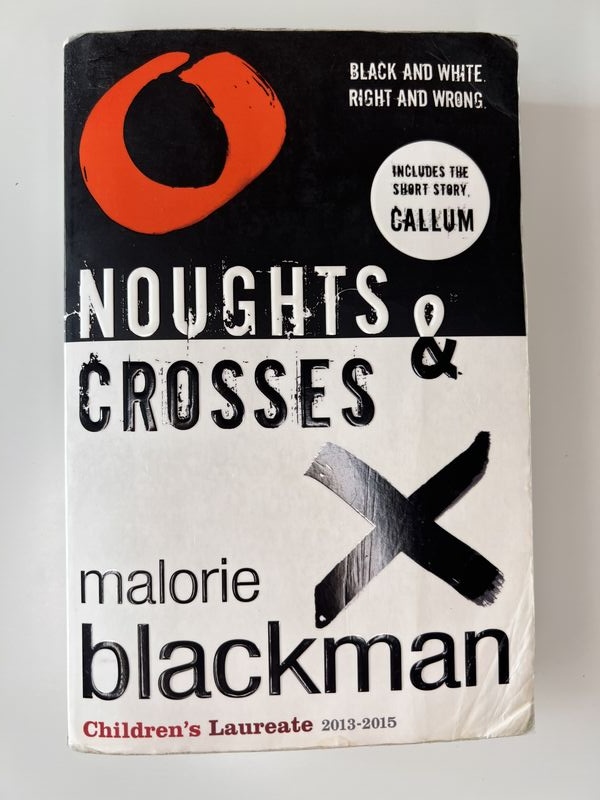 BLACK AND WHITE.
RIGHT AND WRONG.
INCLUDES THE
SHORT STORY,
CALLUM
NOUGHTS
&
CROSSES
malorie
blackman
Children's Laureate 2013-2015